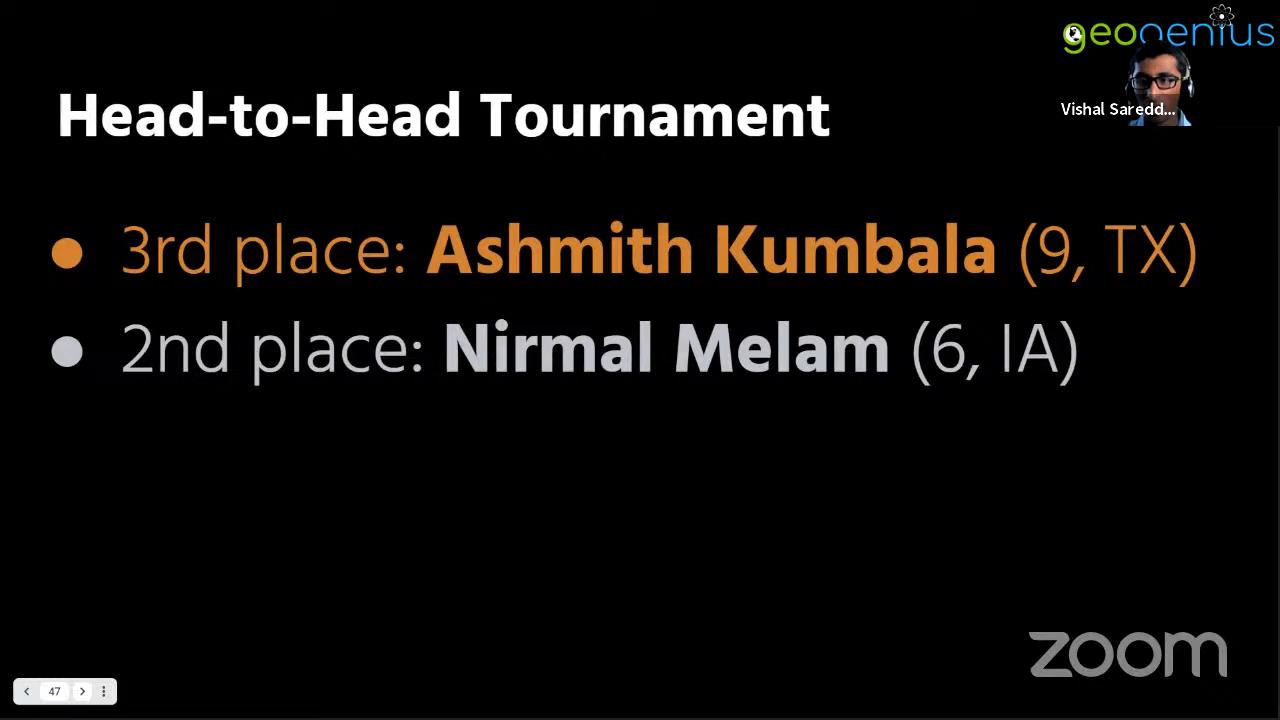 geogenius
Vishal Saredd...
Head-to-Head Tournament
● 3rd place: Ashmith Kumbala (9, TX)
● 2nd place: Nirmal Melam (6, IA)
zoom
47